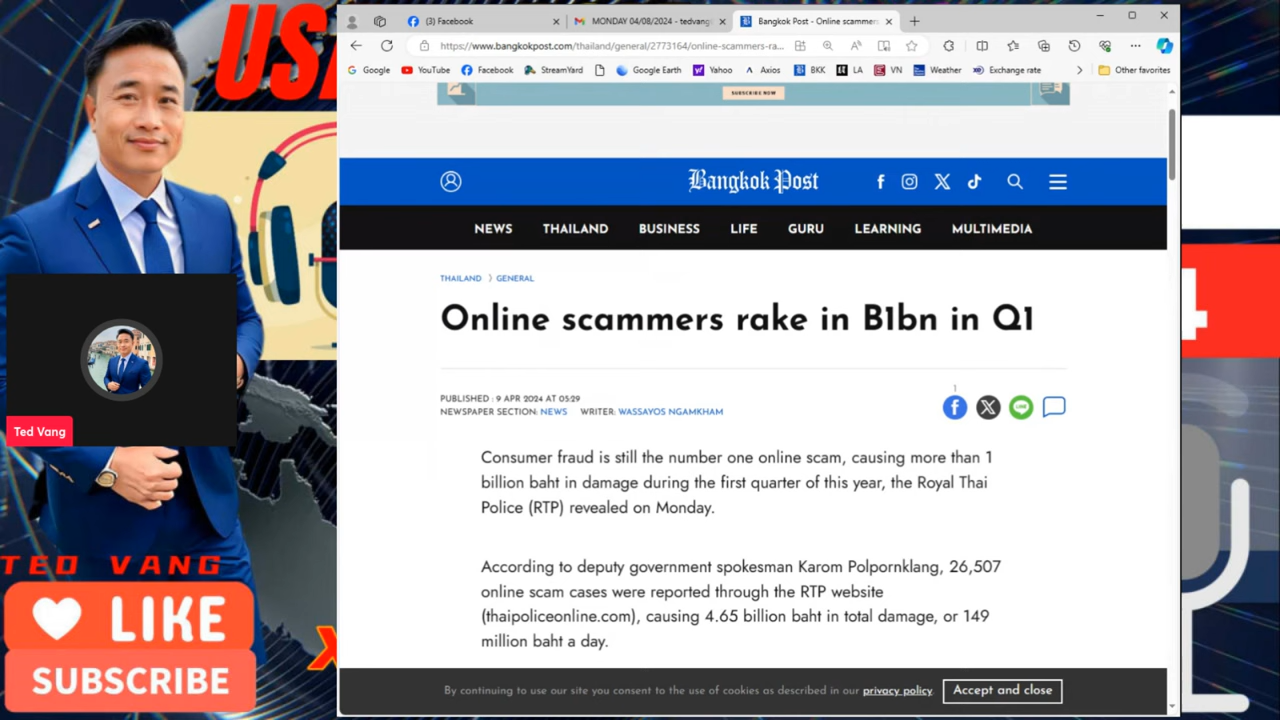 USA
(3) Facebook
MONDAY 04/08/2024 - tedvangi
Bangkok Post - Online scammers
https://www.bangkokpost.com/thailand/general/2773164/online-scammers-ra...
Google
YouTube
Facebook
StreamYard
Google Earth
Yahoo
Axios
BKK
LA
VN
Weather
Exchange rate
Other favorites
SUBSCRIBE NOW
Bangkok Post
NEWS THAILAND BUSINESS LIFE GURU LEARNING MULTIMEDIA
THAILAND > GENERAL
Online scammers rake in B1bn in Q1
PUBLISHED : 9 APR 2024 AT 05:29
NEWSPAPER SECTION: NEWS WRITER: WASSAYOS NGAMKHAM
1
LINE
Consumer fraud is still the number one online scam, causing more than 1
billion baht in damage during the first quarter of this year, the Royal Thai
Police (RTP) revealed on Monday.
According to deputy government spokesman Karom Polpornklang, 26,507
online scam cases were reported through the RTP website
(thaipoliceonline.com), causing 4.65 billion baht in total damage, or 149
million baht a day.
By continuing to use our site you consent to the use of cookies as described in our privacy policy.
Accept and close
Ted Vang
TED VANG
LIKE
SUBSCRIBE